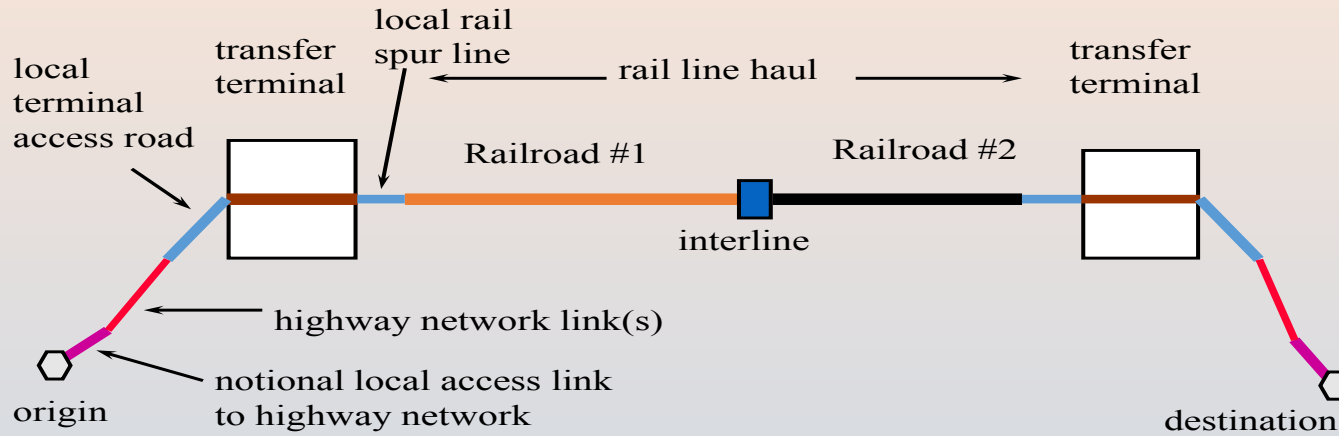 local rail
spur line
transfer
terminal
rail line haul
transfer
terminal
local
terminal
access road
Railroad #1
Railroad #2
interline
highway network link(s)
notional local access link
to highway network
origin
destination